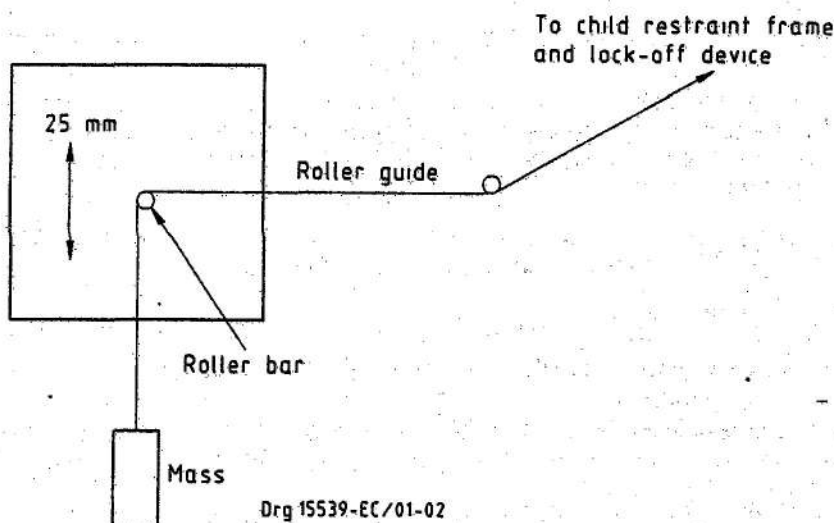 To child restraint frame
and lock-off device
25 mm
Roller guide
Roller bar
Mass
Drg 15539-EC/01-02